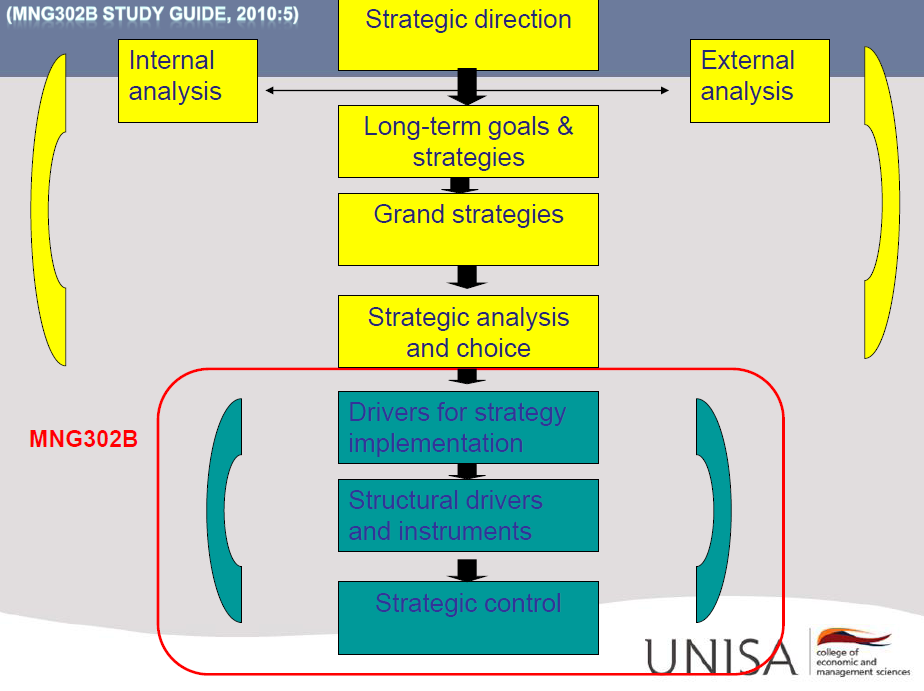 (MNG302B STUDY GUIDE, 2010:5)
Strategic direction
Internal
analysis
External
analysis
Long-term goals &
strategies
Grand strategies
Strategic analysis
and choice
MNG302B
Drivers for strategy
implementation
Structural drivers
and instruments
Strategic control
UNISA
college of
economic and
management sciences